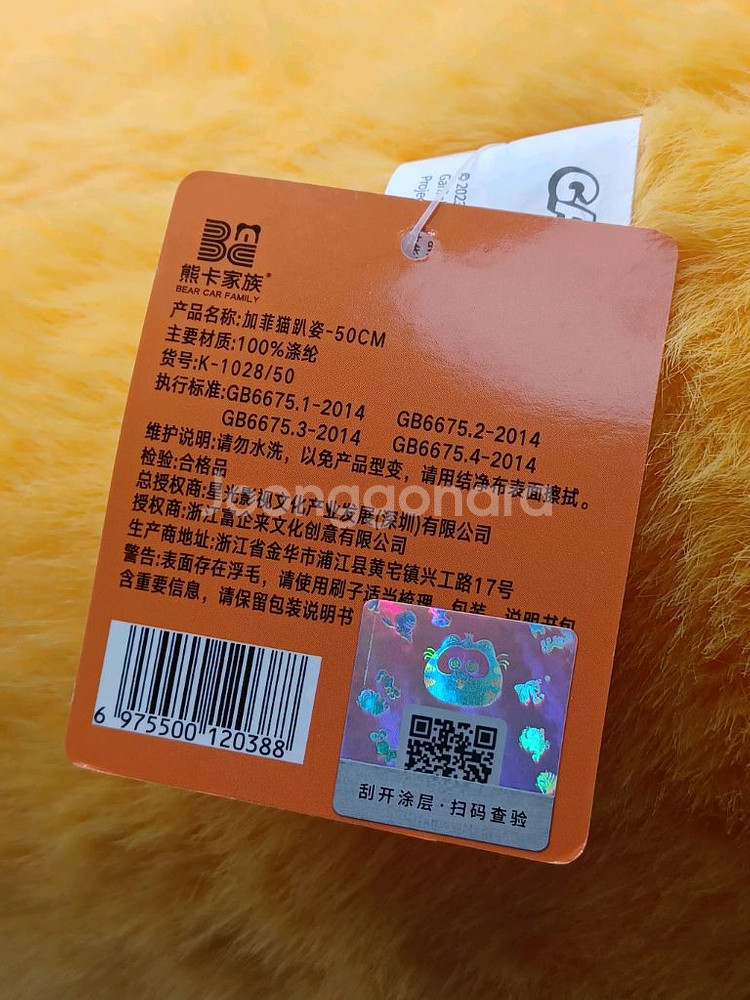 © 202
Gar
Proje
GA
熊卡家族®
BEAR CAR FAMILY
产品名称:加菲猫趴姿-50CM
主要材质:100%涤纶
货号:K-1028/50
执行标准:GB6675.1-2014 GB6675.2-2014
GB6675.3-2014 GB6675.4-2014
维护说明:请勿水洗，以免产品型变，请用结净布表面擦拭。
检验:合格品
总授权商:星光影视文化产业发展(深圳)有限公司
授权商:浙江富企来文化创意有限公司
生产商地址:浙江省金华市浦江县黄宅镇兴工路17号
警告:表面存在浮毛，请使用刷子适当梳理，包装、说明书包
含重要信息，请保留包装说明书
Joonggonara
6 975500 120388
刮开涂层·扫码查验